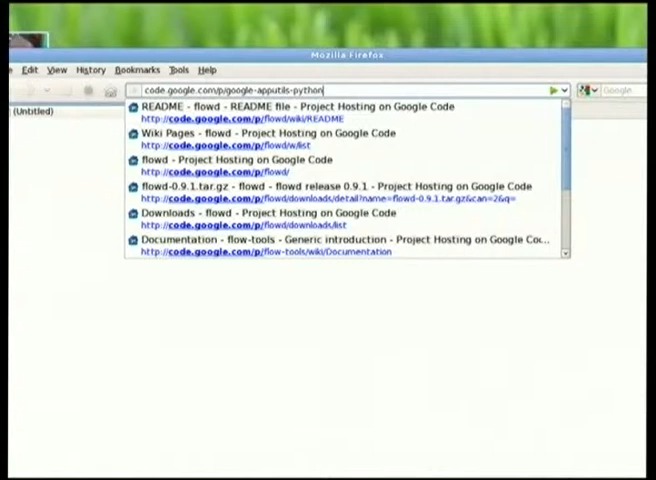 Mozilla Firefox
Edit View History Bookmarks Tools Help
code.google.com/p/google-apputils-python
Google
(Untitled)
README - flowd - README file - Project Hosting on Google Code
http://code.google.com/p/flowd/wiki/README
Wiki Pages - flowd - Project Hosting on Google Code
http://code.google.com/p/flowd/w/list
flowd - Project Hosting on Google Code
http://code.google.com/p/flowd/
flowd-0.9.1.tar.gz - flowd - flowd release 0.9.1 - Project Hosting on Google Code
http://code.google.com/p/flowd/downloads/detail?name=flowd-0.9.1.tar.gz&can=2&q=
Downloads - flowd - Project Hosting on Google Code
http://code.google.com/p/flowd/downloads/list
Documentation - flow-tools - Generic introduction - Project Hosting on Google Co...
http://code.google.com/p/flow-tools/wiki/Documentation